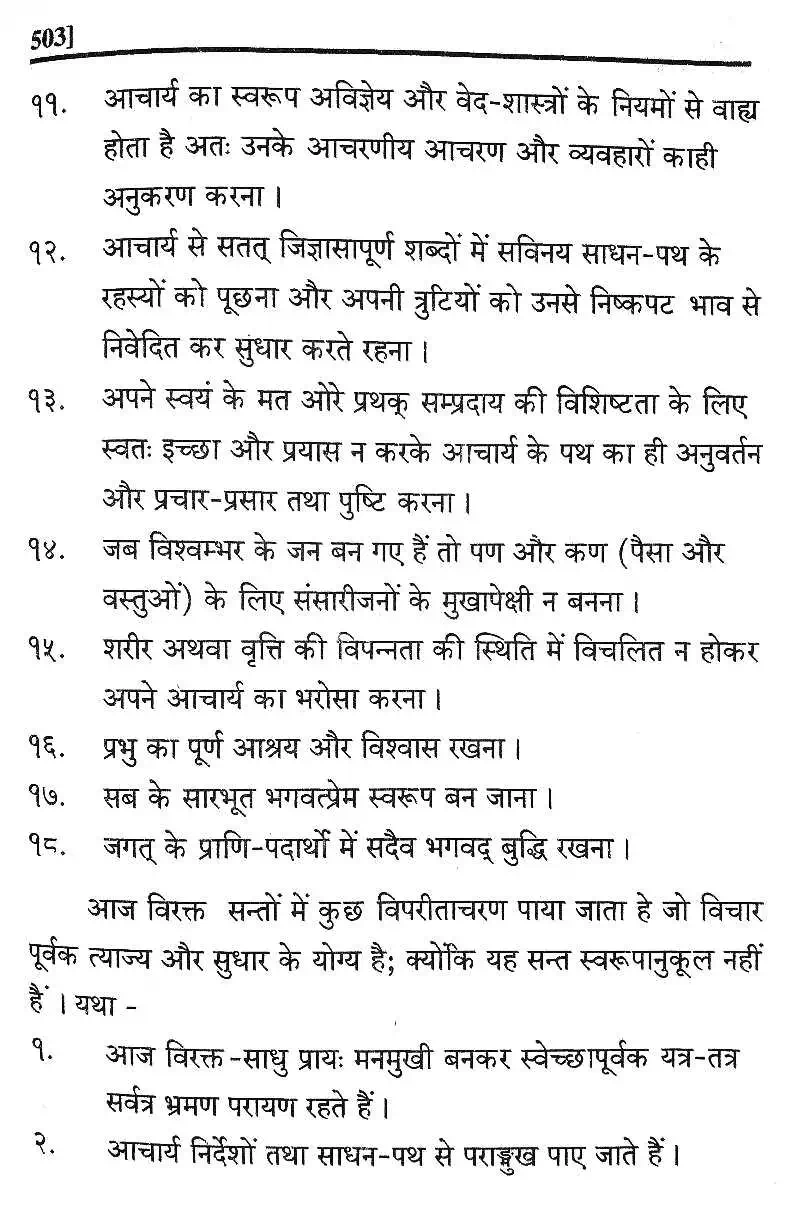 503]
११. आचार्य का स्वरूप अविज्ञेय और वेद-शास्त्रों के नियमों से वाह्य
होता है अतः उनके आचरणीय आचरण और व्यवहारों काही
अनुकरण करना ।
१२. आचार्य से सतत् जिज्ञासापूर्ण शब्दों में सविनय साधन-पथ के
रहस्यों को पूछना और अपनी त्रुटियों को उनसे निष्कपट भाव से
निवेदित कर सुधार करते रहना ।
१३. अपने स्वयं के मत ओरे प्रथक् सम्प्रदाय की विशिष्टता के लिए
स्वतः इच्छा और प्रयास न करके आचार्य के पथ का ही अनुवर्तन
और प्रचार-प्रसार तथा पुष्टि करना ।
१४. जब विश्वम्भर के जन बन गए हैं तो पण और कण (पैसा और
वस्तुओं) के लिए संसारीजनों के मुखापेक्षी न बनना ।
१५. शरीर अथवा वृत्ति की विपन्नता की स्थिति में विचलित न होकर
अपने आचार्य का भरोसा करना ।
१६. प्रभु का पूर्ण आश्रय और विश्वास रखना ।
१७. सब के सारभूत भगवत्प्रेम स्वरूप बन जाना ।
१८. जगत् के प्राणि-पदार्थो में सदैव भगवद् बुद्धि रखना ।
आज विरक्त सन्तों में कुछ विपरीताचरण पाया जाता हे जो विचार
पूर्वक त्याज्य और सुधार के योग्य है; क्योंकि यह सन्त स्वरूपानुकूल नहीं
हैं । यथा -
१. आज विरक्त -साधु प्रायः मनमुखी बनकर स्वेच्छापूर्वक यत्र-तत्र
सर्वत्र भ्रमण परायण रहते हैं ।
२. आचार्य निर्देशों तथा साधन-पथ से पराङ्मुख पाए जाते हैं ।